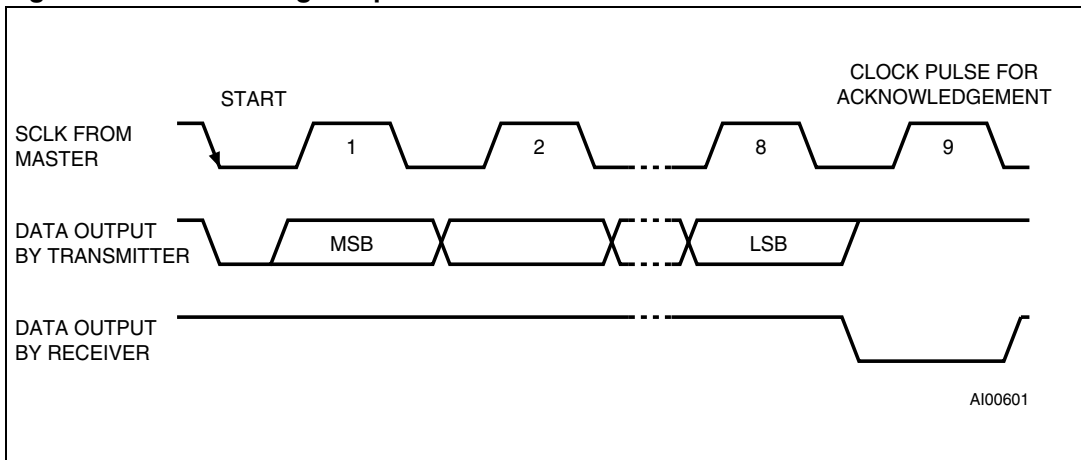 START
CLOCK PULSE FOR
ACKNOWLEDGEMENT
SCLK FROM
MASTER
1
2
8
9
DATA OUTPUT
BY TRANSMITTER
MSB
LSB
DATA OUTPUT
BY RECEIVER
AI00601